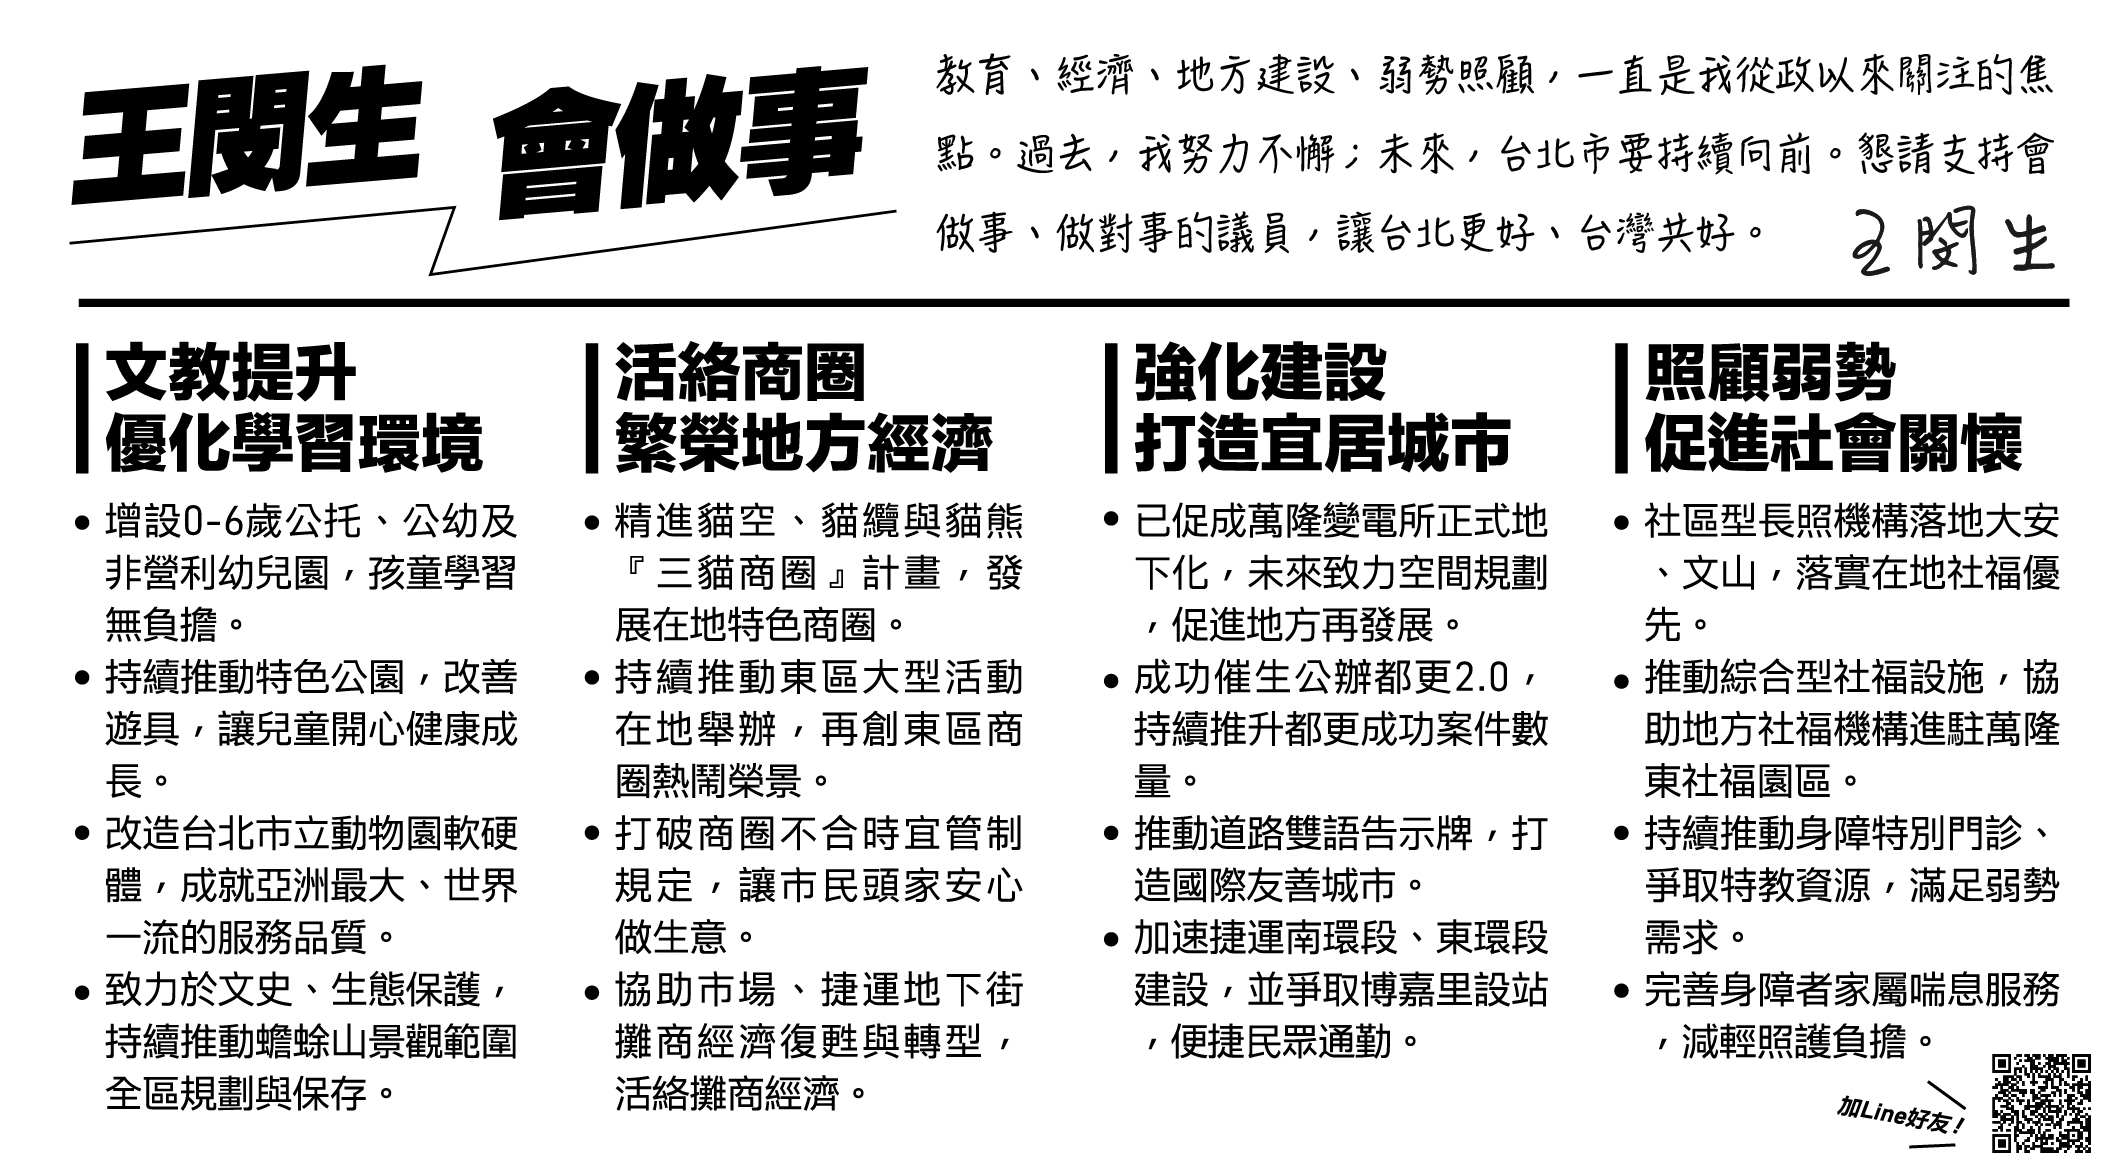 王閔生 會做事
教育、經濟、地方建設、弱勢照顧，一直是我從政以來關注的焦
點。過去，我努力不懈；未來，台北市要持續向前。懇請支持會
做事、做對事的議員，讓台北更好、台灣共好。
王閔生
文教提升
優化學習環境
•增設0-6歲公托、公幼及
非營利幼兒園，孩童學習
無負擔。
•持續推動特色公園，改善
遊具，讓兒童開心健康成
長。
•改造台北市立動物園軟硬
體，成就亞洲最大、世界
一流的服務品質。
•致力於文史、生態保護，
持續推動蟾蜍山景觀範圍
全區規劃與保存。
活絡商圈
繁榮地方經濟
•精進貓空、貓纜與貓熊
『三貓商圈』計畫，發
展在地特色商圈。
•持續推動東區大型活動
在地舉辦，再創東區商
圈熱鬧榮景。
•打破商圈不合時宜管制
規定，讓市民頭家安心
做生意。
•協助市場、捷運地下街
攤商經濟復甦與轉型，
活絡攤商經濟。
強化建設
打造宜居城市
•已促成萬隆變電所正式地
下化，未來致力空間規劃
，促進地方再發展。
•成功催生公辦都更2.0，
持續推升都更成功案件數
量。
•推動道路雙語告示牌，打
造國際友善城市。
•加速捷運南環段、東環段
建設，並爭取博嘉里設站
，便捷民眾通勤。
照顧弱勢
促進社會關懷
•社區型長照機構落地大安
、文山，落實在地社福優
先。
•推動綜合型社福設施，協
助地方社福機構進駐萬隆
東社福園區。
•持續推動身障特別門診、
爭取特教資源，滿足弱勢
需求。
•完善身障者家屬喘息服務
，減輕照護負擔。
加Line好友！